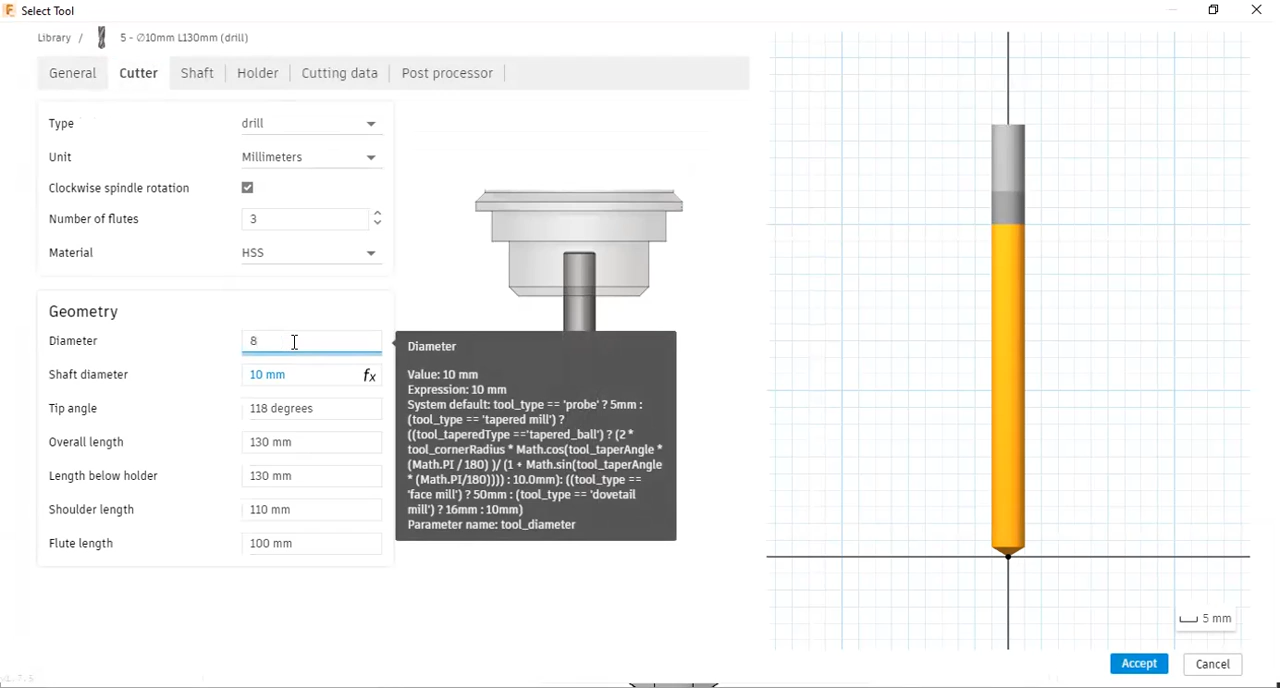 Select Tool
Library / 5 - ∅10mm L130mm (drill)
General Cutter Shaft Holder Cutting data Post processor
Type drill
Unit Millimeters
Clockwise spindle rotation
Number of flutes 3
Material HSS
Geometry
Diameter 8
Shaft diameter 10 mm fx
Tip angle 118 degrees
Overall length 130 mm
Length below holder 130 mm
Shoulder length 110 mm
Flute length 100 mm
Diameter
Value: 10 mm
Expression: 10 mm
System default: tool_type == 'probe' ? 5mm :
(tool_type == 'tapered mill') ?
((tool_taperedType =='tapered_ball') ? (2 *
tool_cornerRadius * Math.cos(tool_taperAngle *
(Math.PI / 180) )/ (1 + Math.sin(tool_taperAngle
* (Math.PI/180)))) : 10.0mm): ((tool_type ==
'face mill') ? 50mm : (tool_type == 'dovetail
mill') ? 16mm : 10mm)
Parameter name: tool_diameter
5 mm
Accept Cancel